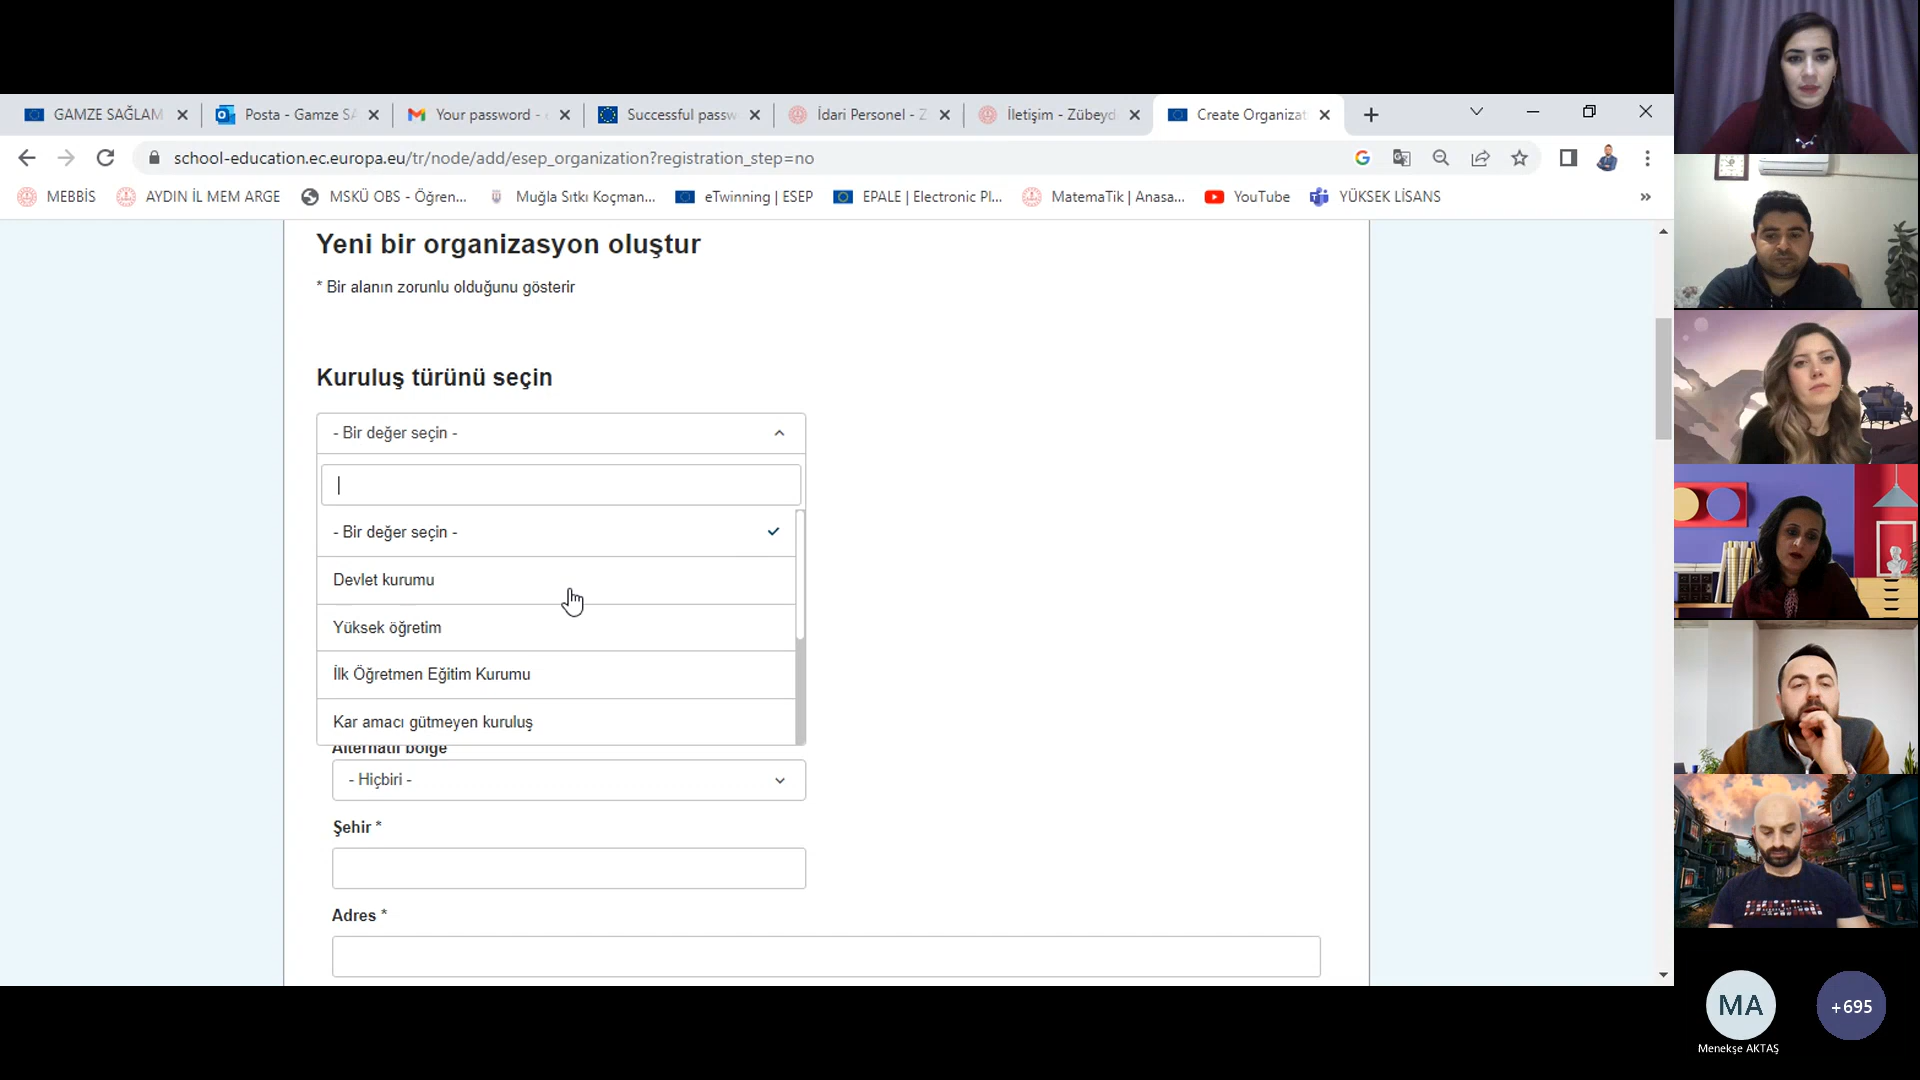 GAMZE SAĞLAM
Posta - Gamze SA
Your password -
Successful passw
İdari Personel - Z
İletişim - Zübeyd
Create Organizat
school-education.ec.europa.eu/tr/node/add/esep_organization?registration_step=no
MEBBİS
AYDIN İL MEM ARGE
MSKÜ OBS - Öğren...
Muğla Sıtkı Koçman...
eTwinning | ESEP
EPALE | Electronic Pl...
MatemaTik | Anasa...
YouTube
YÜKSEK LİSANS
Yeni bir organizasyon oluştur
* Bir alanın zorunlu olduğunu gösterir
Kuruluş türünü seçin
- Bir değer seçin -
- Bir değer seçin -
Devlet kurumu
Yüksek öğretim
İlk Öğretmen Eğitim Kurumu
Kar amacı gütmeyen kuruluş
Alternatif bölge
- Hiçbiri -
Şehir *
Adres *
MA
+695
Menekşe AKTAŞ